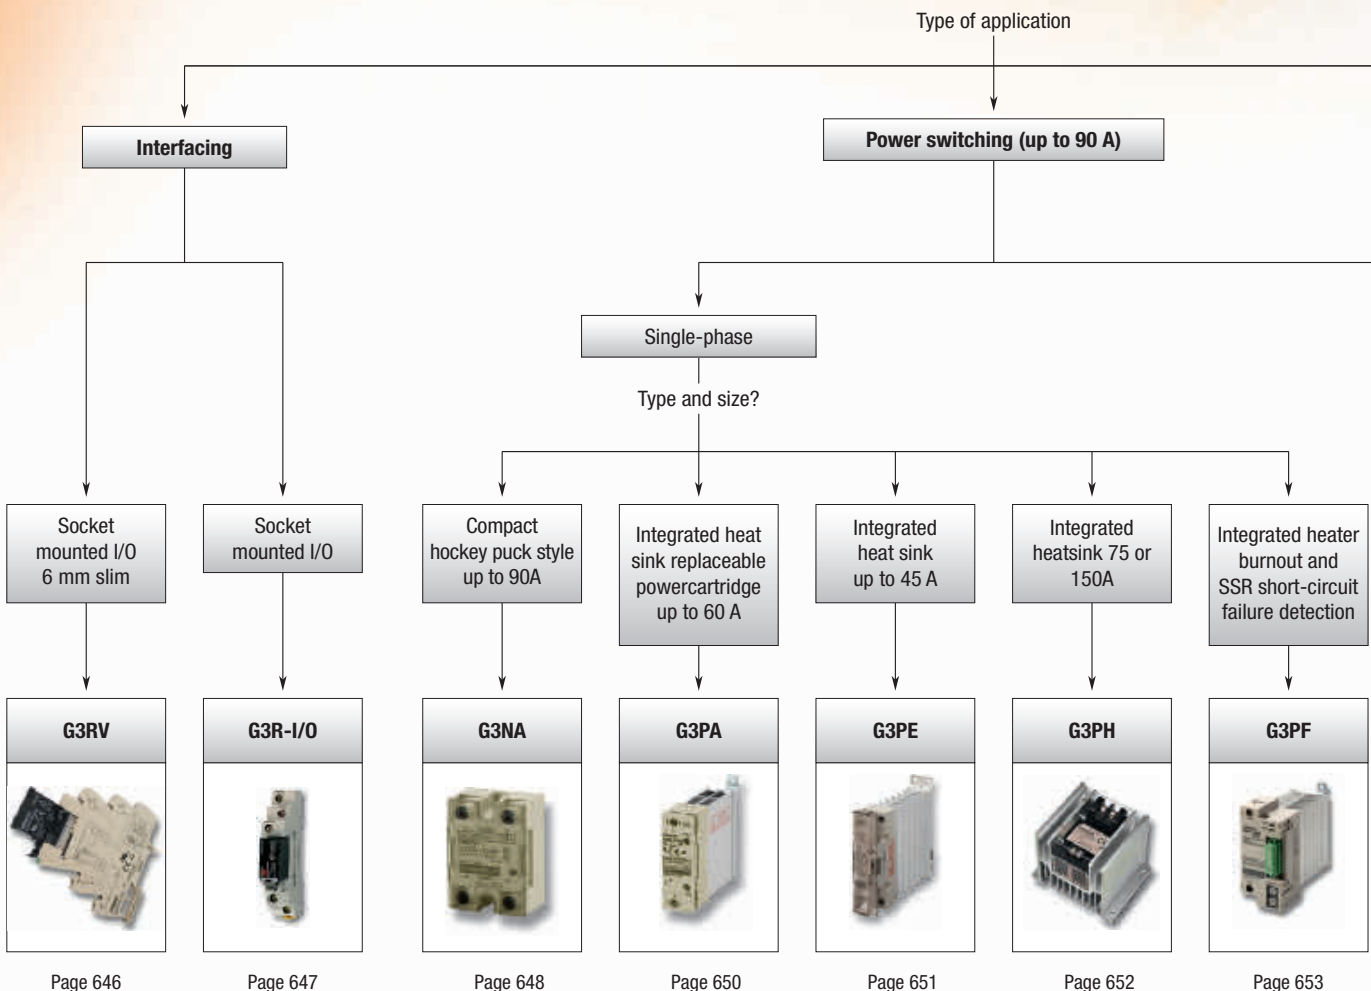 Type of application
Interfacing
Power switching (up to 90 A)
Single-phase
Type and size?
Socket
mounted I/O
6 mm slim
Socket
mounted I/O
Compact
hockey puck style
up to 90A
Integrated heat
sink replaceable
powercartridge
up to 60 A
Integrated
heat sink
up to 45 A
Integrated
heatsink 75 or
150A
Integrated heater
burnout and
SSR short-circuit
failure detection
G3RV
G3R-I/O
G3NA
G3PA
G3PE
G3PH
G3PF
Page 646
Page 647
Page 648
Page 650
Page 651
Page 652
Page 653